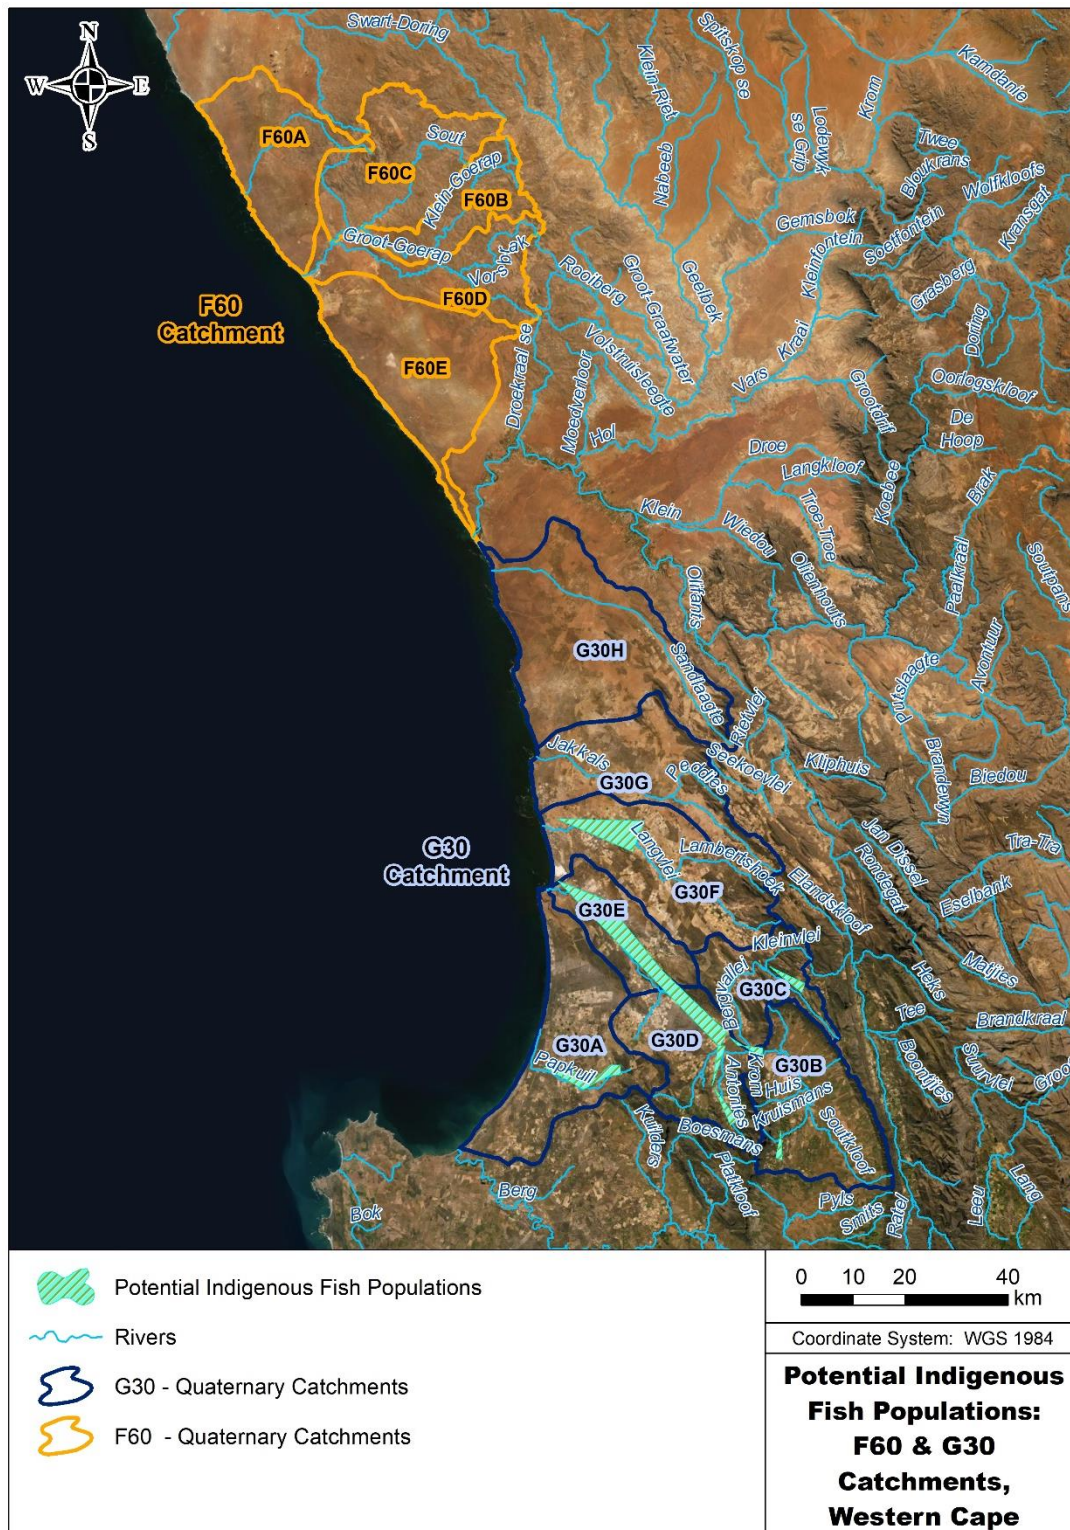 N
W
E
S
Swart-Doring
Klein-Riet
Spitskop se
Kamdanie
Krom
Lodewyk
se Grip
Nabeeb
Twee
Bloukrans
Wolfkloofs
Kransgat
Gemsbok
Soetfontein
Kleinfontein
Grasberg
F60A
Sout
F60C
Klein-Goerap
F60B
Groot-Goerap
Vorsbrak
F60D
F60
Catchment
F60E
Rooiberg
Groot-Graafwater
Geelbek
Volstruisleegte
Droekraal se
Moedverloor
Hol
Vars
Kraai
Doring
Oorlogskloof
Grootdrif
De
Hoop
Droe
Langkloof
Koebee
Brak
Klein
Wiedou
Troe-Troe
Olienhouts
Paalkraal
Soutpans
Olifants
G30H
Sandlaagte
Rietvlei
Putslaagte
Avontuur
Jakkals
Peddies
Seekoevlei
Kliphuis
Brandewyn
Biedou
G30G
G30
Catchment
Langvlei
Lambertshoek
Jan Dissel
Rondegat
Tra-Tra
Eselbank
Elandskloof
G30F
G30E
Kleinvlei
Matjies
Heks
Bergvallei
G30C
Tee
Brandkraal
G30A
G30D
G30B
Boontjies
Suurvlei
Groo
Papkuil
Krom
Antonies
Huis
Kruismans
Kuilders
Boesmans
Soutkloof
Platkloof
Berg
Bok
Pyls
Smits
Ratel
Leeu
Lang
Potential Indigenous Fish Populations
Rivers
G30 - Quaternary Catchments
F60 - Quaternary Catchments
0 10 20 40
km
Coordinate System: WGS 1984
Potential Indigenous
Fish Populations:
F60 & G30
Catchments,
Western Cape